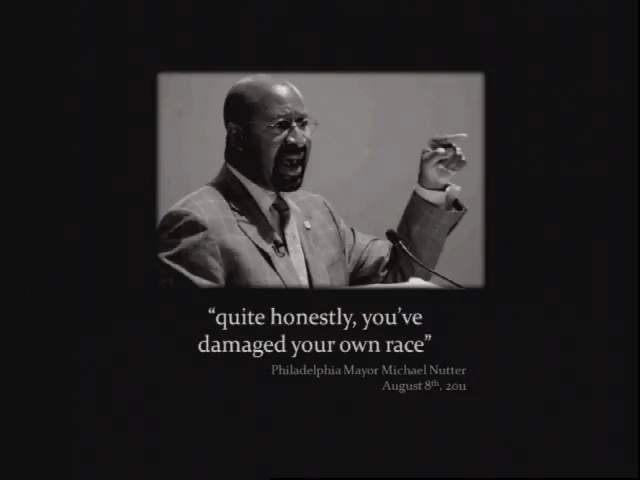 “quite honestly, you’ve
damaged your own race”
Philadelphia Mayor Michael Nutter
August 8th, 2011